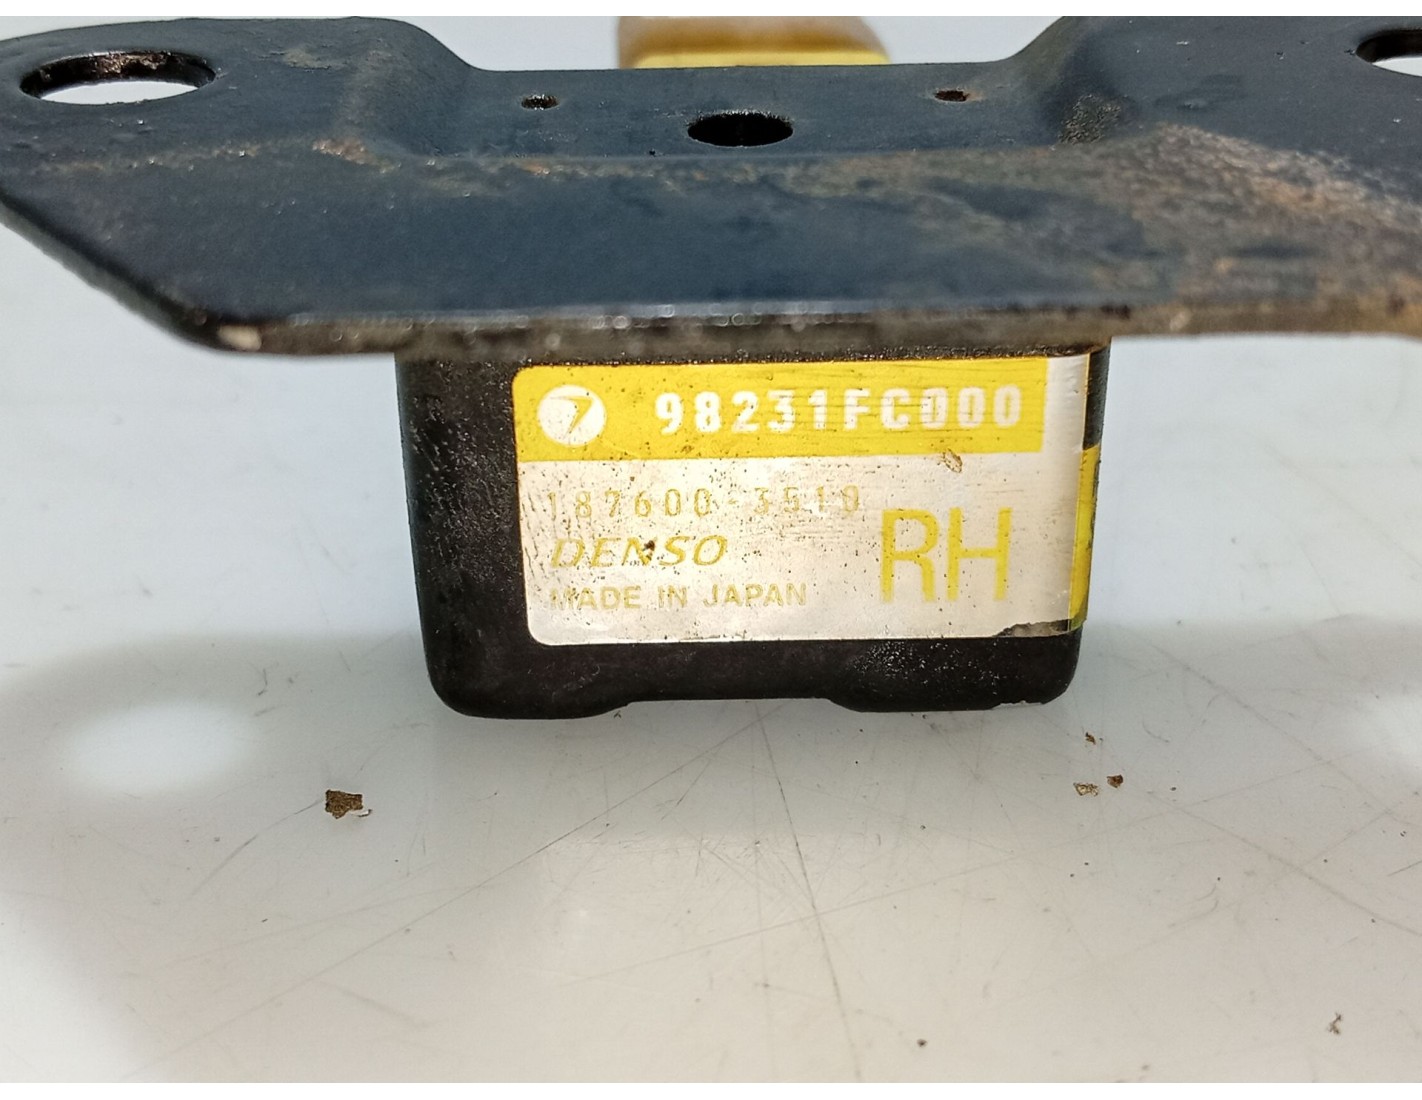 98231FC000
187600-3510
DENSO
RH
MADE IN JAPAN